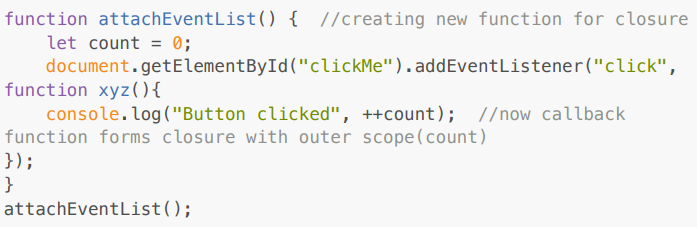 function attachEventList() {  //creating new function for closure
    let count = 0;
    document.getElementById("clickMe").addEventListener("click",
function xyz(){
    console.log("Button clicked", ++count);  //now callback
function forms closure with outer scope(count)
});
}
attachEventList();